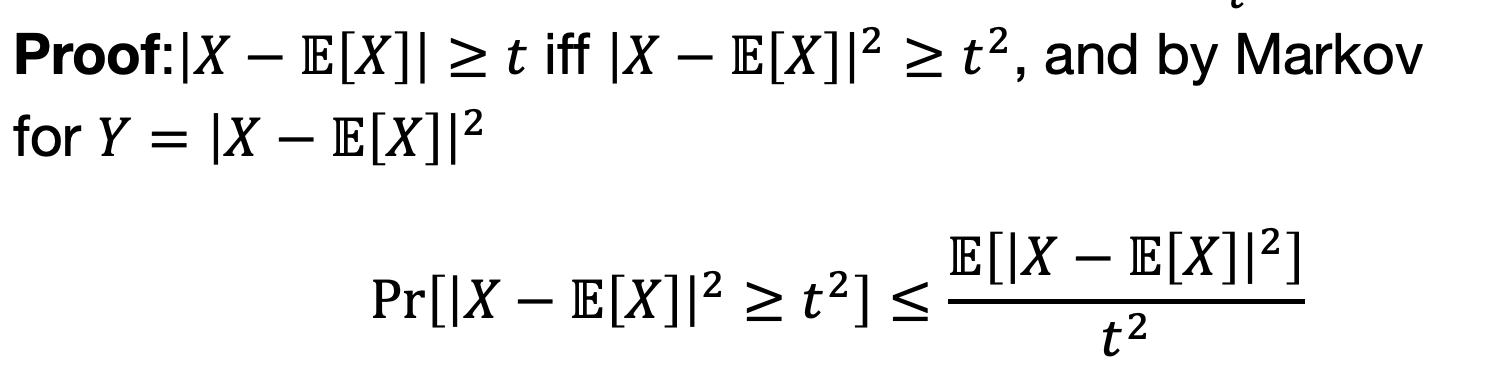 Proof:|X − 𝔼[X]| ≥ t iff |X − 𝔼[X]|² ≥ t², and by Markov
for Y = |X − 𝔼[X]|²
Pr[|X − 𝔼[X]|² ≥ t²] ≤ 𝔼[|X − 𝔼[X]|²] / t²